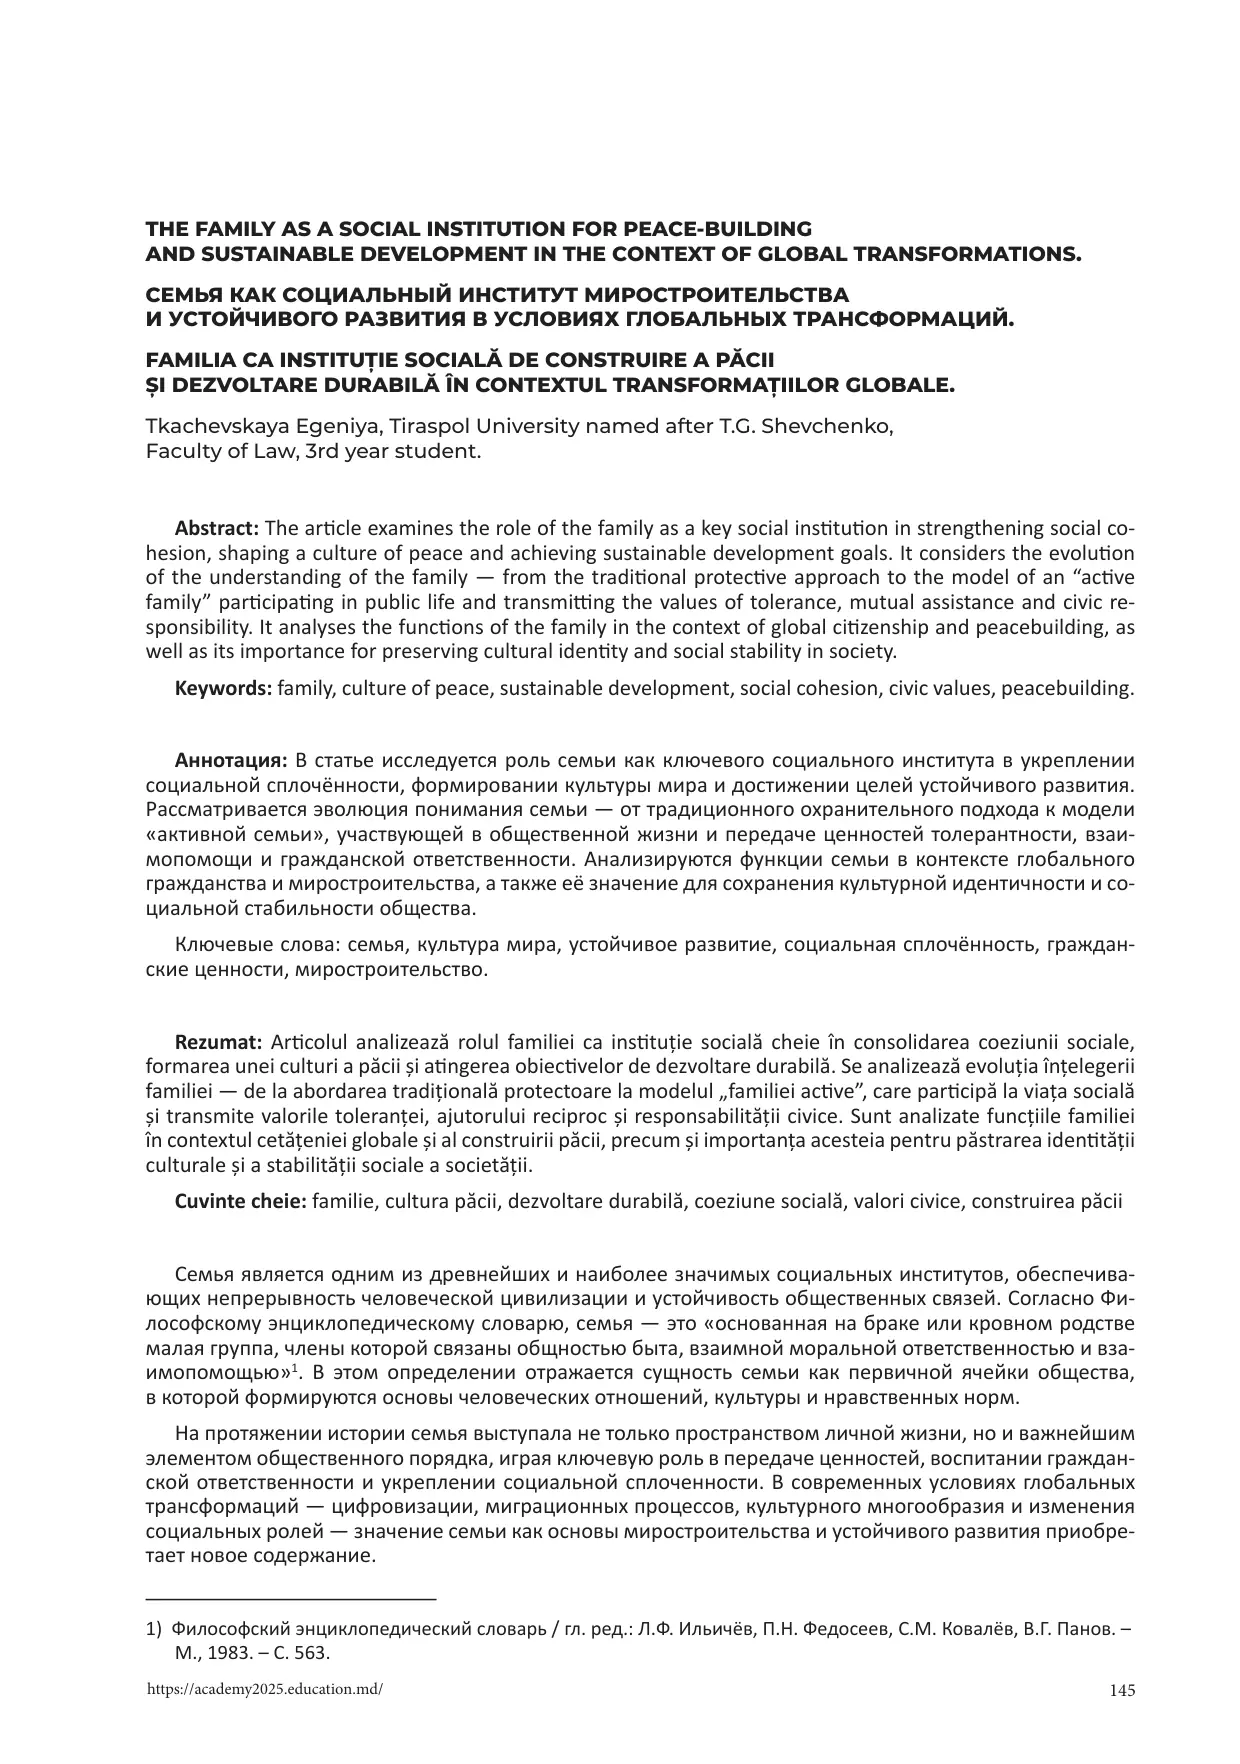 THE FAMILY AS A SOCIAL INSTITUTION FOR PEACE-BUILDING
AND SUSTAINABLE DEVELOPMENT IN THE CONTEXT OF GLOBAL TRANSFORMATIONS.
СЕМЬЯ КАК СОЦИАЛЬНЫЙ ИНСТИТУТ МИРОСТРОИТЕЛЬСТВА
И УСТОЙЧИВОГО РАЗВИТИЯ В УСЛОВИЯХ ГЛОБАЛЬНЫХ ТРАНСФОРМАЦИЙ.
FAMILIA CA INSTITUȚIE SOCIALĂ DE CONSTRUIRE A PĂCII
ȘI DEZVOLTARE DURABILĂ ÎN CONTEXTUL TRANSFORMAȚIILOR GLOBALE.
Tkachevskaya Egeniya, Tiraspol University named after T.G. Shevchenko,
Faculty of Law, 3rd year student.
Abstract: The article examines the role of the family as a key social institution in strengthening social co-
hesion, shaping a culture of peace and achieving sustainable development goals. It considers the evolution
of the understanding of the family — from the traditional protective approach to the model of an “active
family” participating in public life and transmitting the values of tolerance, mutual assistance and civic re-
sponsibility. It analyses the functions of the family in the context of global citizenship and peacebuilding, as
well as its importance for preserving cultural identity and social stability in society.
Keywords: family, culture of peace, sustainable development, social cohesion, civic values, peacebuilding.
Аннотация: В статье исследуется роль семьи как ключевого социального института в укреплении
социальной сплочённости, формировании культуры мира и достижении целей устойчивого развития.
Рассматривается эволюция понимания семьи — от традиционного охранительного подхода к модели
«активной семьи», участвующей в общественной жизни и передаче ценностей толерантности, взаи-
мопомощи и гражданской ответственности. Анализируются функции семьи в контексте глобального
гражданства и миростроительства, а также её значение для сохранения культурной идентичности и со-
циальной стабильности общества.
Ключевые слова: семья, культура мира, устойчивое развитие, социальная сплочённость, граждан-
ские ценности, миростроительство.
Rezumat: Articolul analizează rolul familiei ca instituție socială cheie în consolidarea coeziunii sociale,
formarea unei culturi a păcii și atingerea obiectivelor de dezvoltare durabilă. Se analizează evoluția înțelegerii
familiei — de la abordarea tradițională protectoare la modelul „familiei active”, care participă la viața socială
și transmite valorile toleranței, ajutorului reciproc și responsabilității civice. Sunt analizate funcțiile familiei
în contextul cetățeniei globale și al construirii păcii, precum și importanța acesteia pentru păstrarea identității
culturale și a stabilității sociale a societății.
Cuvinte cheie: familie, cultura păcii, dezvoltare durabilă, coeziune socială, valori civice, construirea păcii
Семья является одним из древнейших и наиболее значимых социальных институтов, обеспечива-
ющих непрерывность человеческой цивилизации и устойчивость общественных связей. Согласно Фи-
лософскому энциклопедическому словарю, семья — это «основанная на браке или кровном родстве
малая группа, члены которой связаны общностью быта, взаимной моральной ответственностью и вза-
имопомощью»¹. В этом определении отражается сущность семьи как первичной ячейки общества,
в которой формируются основы человеческих отношений, культуры и нравственных норм.
На протяжении истории семья выступала не только пространством личной жизни, но и важнейшим
элементом общественного порядка, играя ключевую роль в передаче ценностей, воспитании граждан-
ской ответственности и укреплении социальной сплоченности. В современных условиях глобальных
трансформаций — цифровизации, миграционных процессов, культурного многообразия и изменения
социальных ролей — значение семьи как основы миростроительства и устойчивого развития приобре-
тает новое содержание.
1) Философский энциклопедический словарь / гл. ред.: Л.Ф. Ильичёв, П.Н. Федосеев, С.М. Ковалёв, В.Г. Панов. –
М., 1983. – С. 563.
https://academy2025.education.md/
145